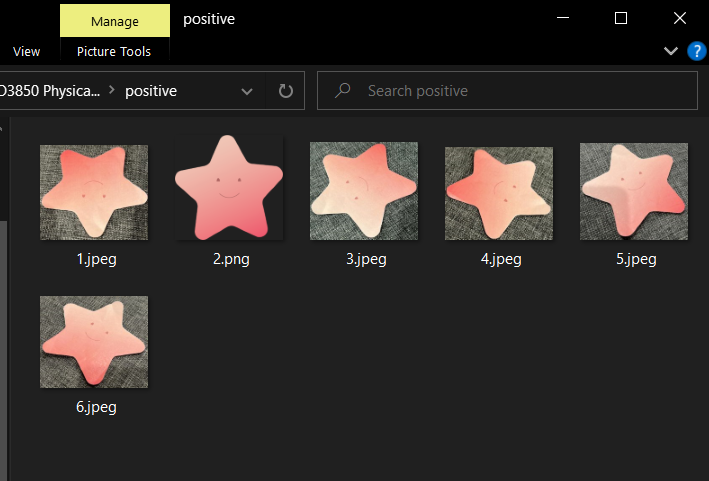 Manage
positive
View
Picture Tools
D3850 Physica...
positive
Search positive
1.jpeg
2.png
3.jpeg
4.jpeg
5.jpeg
6.jpeg